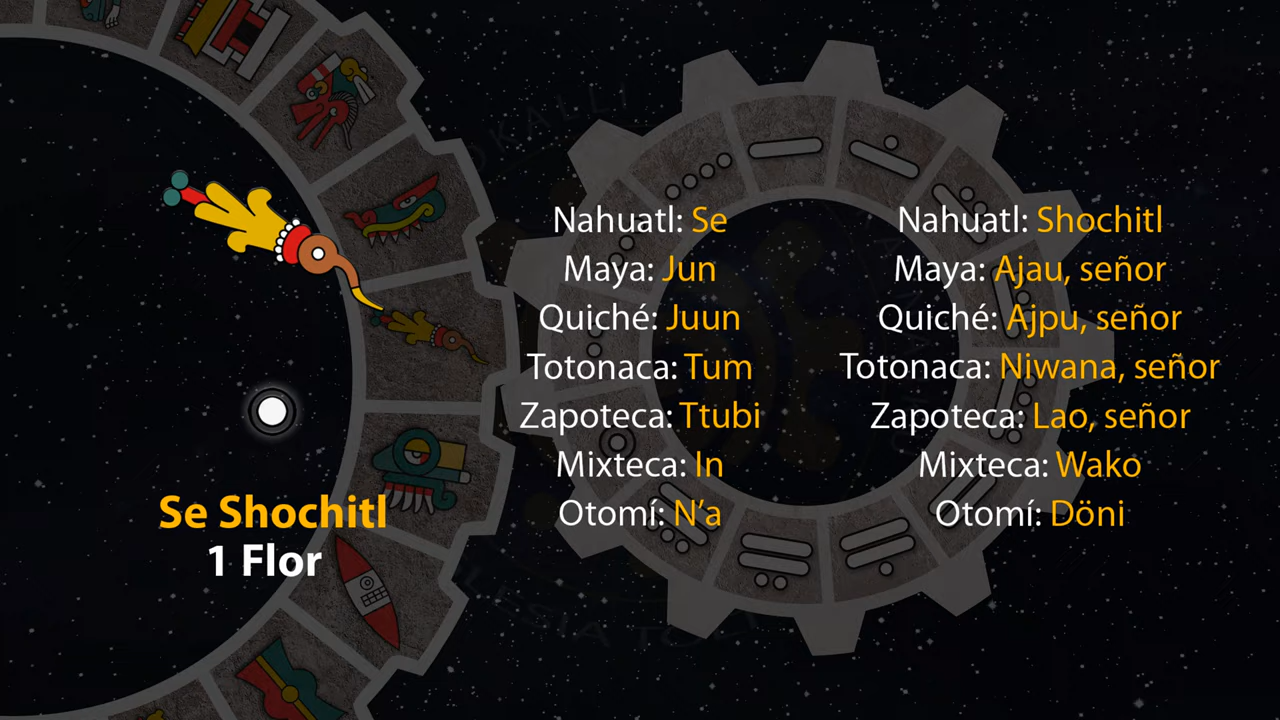 Nahuatl: Se
Maya: Jun
Quiché: Juun
Totonaca: Tum
Zapoteca: Ttubi
Mixteca: In
Otomí: N'a
Nahuatl: Shochitl
Maya: Ajau, señor
Quiché: Ajpu, señor
Totonaca: Niwana, señor
Zapoteca: Lao, señor
Mixteca: Wako
Otomí: Döni
Se Shochitl
1 Flor